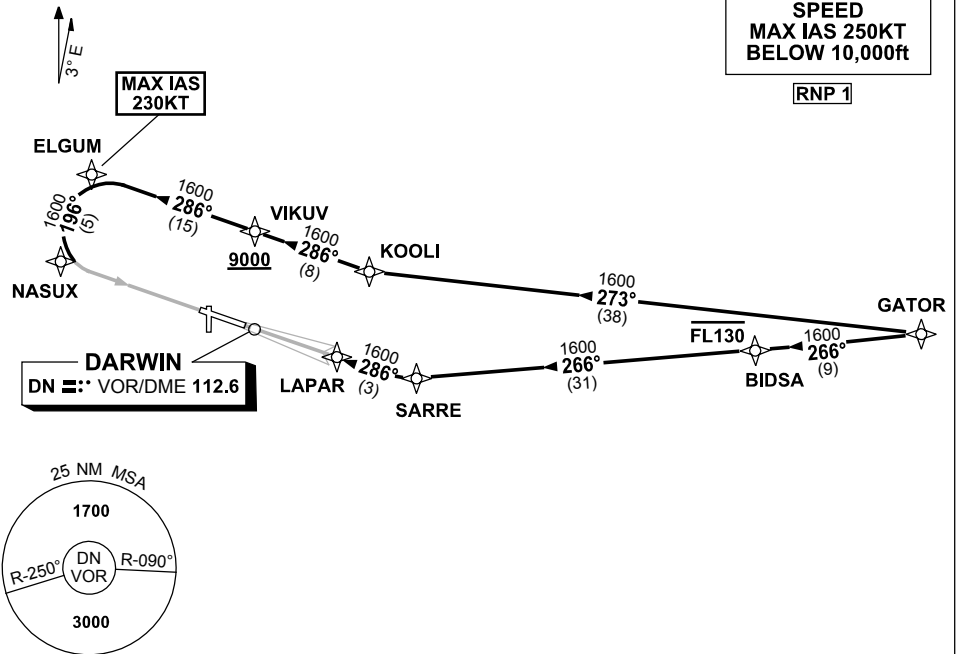 SPEED
MAX IAS 250KT
BELOW 10,000ft
RNP 1
3° E
MAX IAS
230KT
ELGUM
1600
196°
(5)
NASUX
1600
286°
(15)
VIKUV
9000
1600
286°
(8)
KOOLI
1600
273°
(38)
GATOR
FL130
1600
266°
(9)
BIDSA
1600
266°
(31)
SARRE
1600
286°
(3)
LAPAR
DARWIN
DN VOR/DME 112.6
25 NM MSA
1700
R-250°
DN
VOR
R-090°
3000